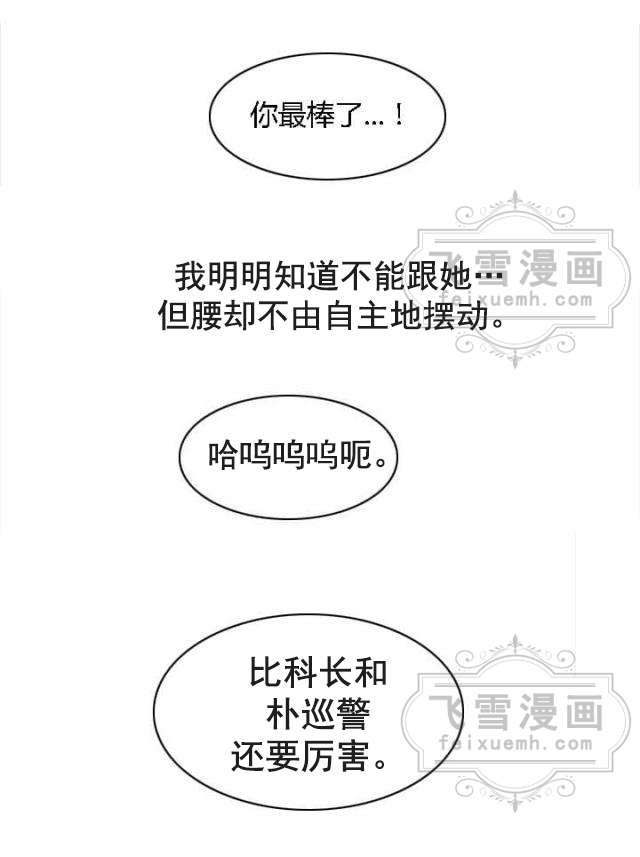 你最棒了...！
飞雪漫画
feixuemh.com
我明明知道不能跟她…
但腰却不由自主地摆动。
哈呜呜呜呃。
比科长和
朴巡警
还要厉害。
飞雪漫画
feixuemh.com